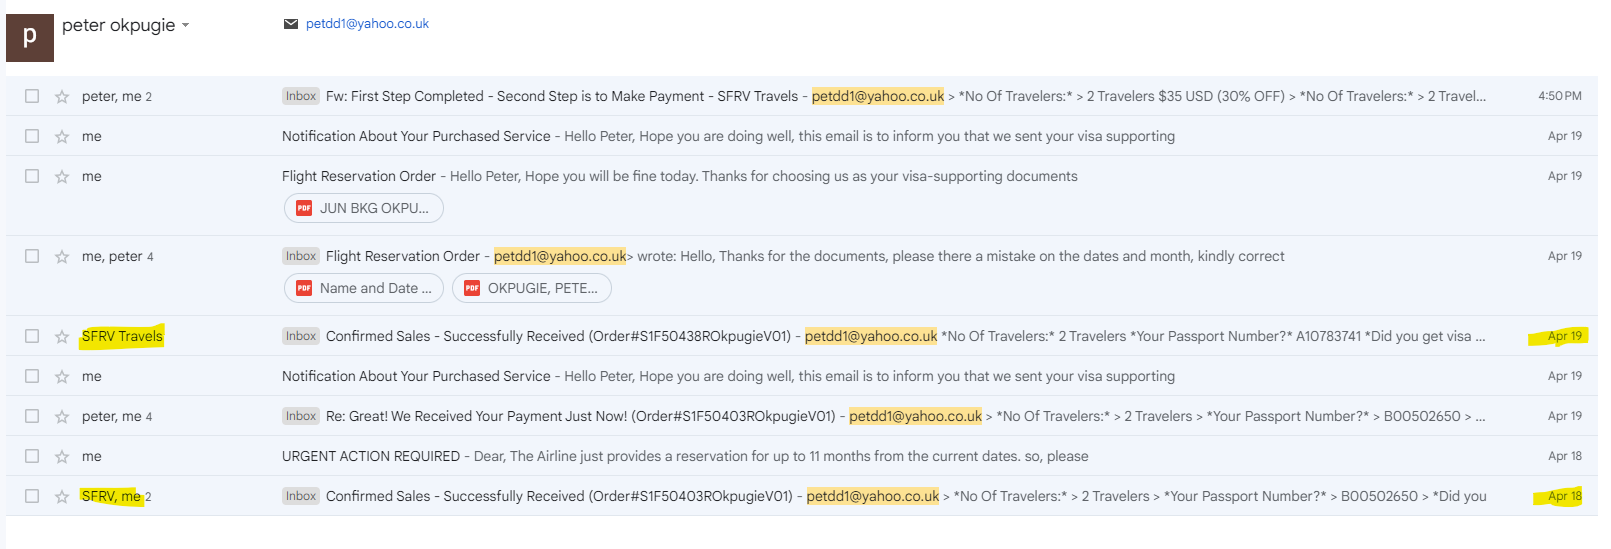 p peter okpugie petdd1@yahoo.co.uk
peter, me 2 Inbox Fw: First Step Completed - Second Step is to Make Payment - SFRV Travels - petdd1@yahoo.co.uk > *No Of Travelers:* > 2 Travelers $35 USD (30% OFF) > *No Of Travelers:* > 2 Travel... 4:50 PM
me Notification About Your Purchased Service - Hello Peter, Hope you are doing well, this email is to inform you that we sent your visa supporting Apr 19
me Flight Reservation Order - Hello Peter, Hope you will be fine today. Thanks for choosing us as your visa-supporting documents Apr 19
PDF JUN BKG OKPU...
me, peter 4 Inbox Flight Reservation Order - petdd1@yahoo.co.uk> wrote: Hello, Thanks for the documents, please there a mistake on the dates and month, kindly correct Apr 19
PDF Name and Date ... PDF OKPUGIE, PETE...
SFRV Travels Inbox Confirmed Sales - Successfully Received (Order#S1F50438ROkpugieV01) - petdd1@yahoo.co.uk *No Of Travelers:* 2 Travelers *Your Passport Number?* A10783741 *Did you get visa ... Apr 19
me Notification About Your Purchased Service - Hello Peter, Hope you are doing well, this email is to inform you that we sent your visa supporting Apr 19
peter, me 4 Inbox Re: Great! We Received Your Payment Just Now! (Order#S1F50403ROkpugieV01) - petdd1@yahoo.co.uk > *No Of Travelers:* > 2 Travelers > *Your Passport Number?* > B00502650 > ... Apr 19
me URGENT ACTION REQUIRED - Dear, The Airline just provides a reservation for up to 11 months from the current dates. so, please Apr 18
SFRV, me 2 Inbox Confirmed Sales - Successfully Received (Order#S1F50403ROkpugieV01) - petdd1@yahoo.co.uk > *No Of Travelers:* > 2 Travelers > *Your Passport Number?* > B00502650 > *Did you Apr 18